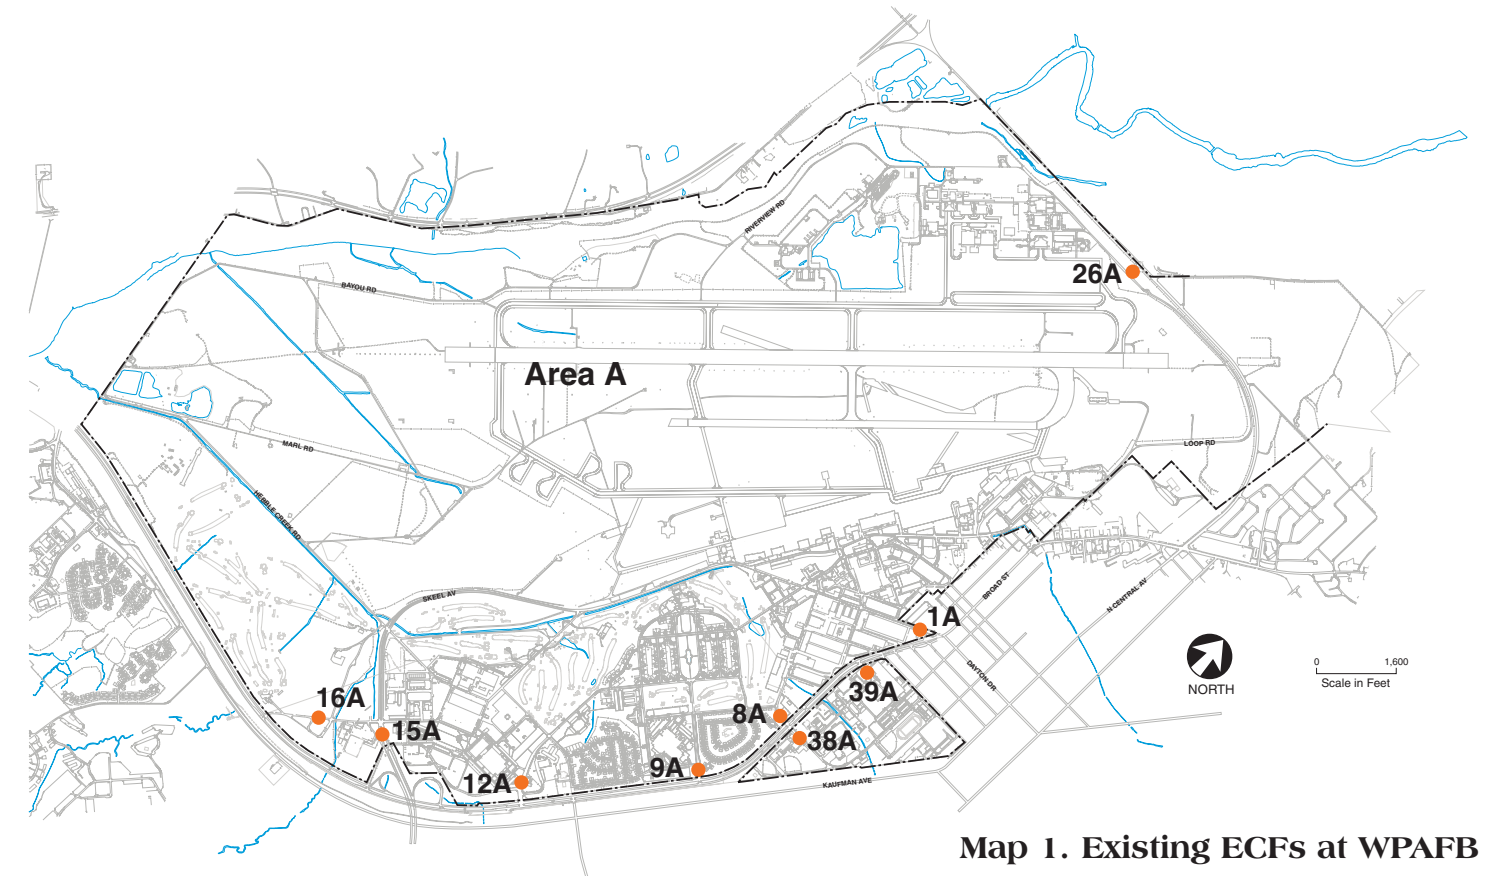 RIVERVIEW RD
26A
BAYOU RD
Area A
MARL RD
LOOP RD
HEBBLE CREEK RD
SKEEL AV
BROAD ST
N CENTRAL AV
1A
DAYTON DR
NORTH
0 1,600
Scale in Feet
16A
39A
8A
15A
38A
9A
12A
KAUFMAN AVE
Map 1. Existing ECFs at WPAFB